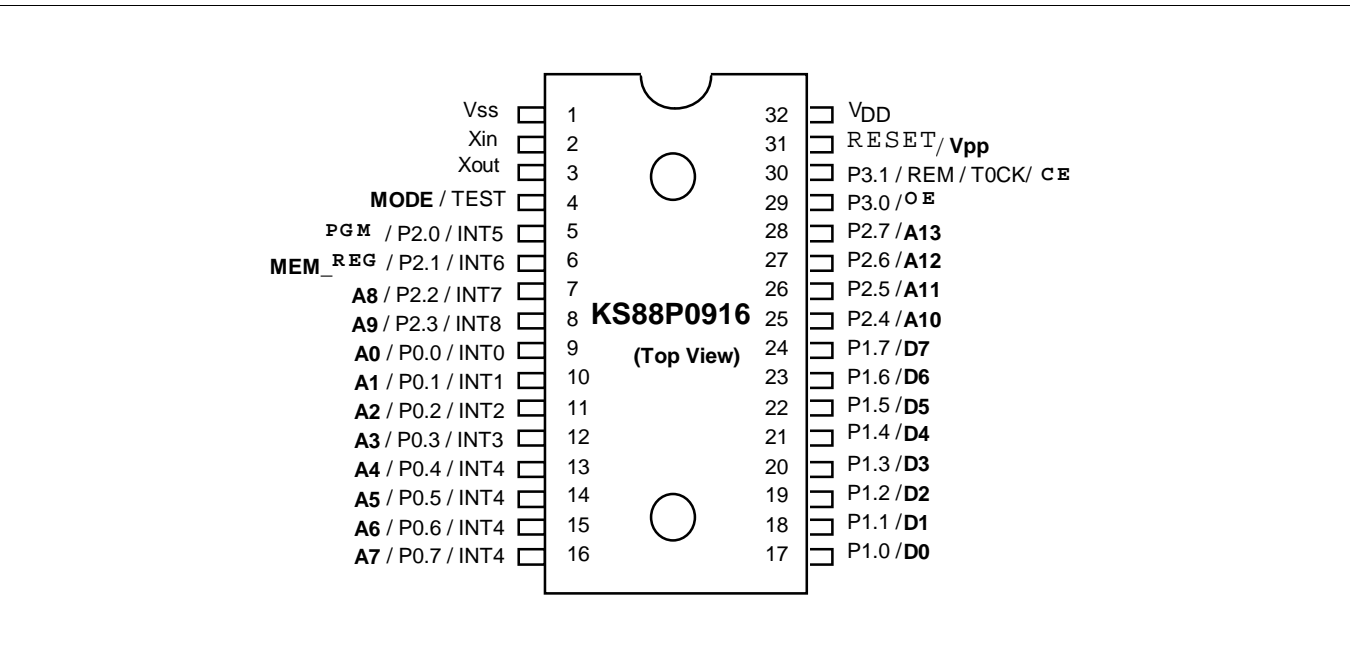 Vss 1 32 VDD
Xin 2 31 RESET/ Vpp
Xout 3 30 P3.1 / REM / T0CK/ CE
MODE / TEST 4 29 P3.0 / OE
PGM / P2.0 / INT5 5 28 P2.7 / A13
MEM_REG / P2.1 / INT6 6 27 P2.6 / A12
A8 / P2.2 / INT7 7 26 P2.5 / A11
A9 / P2.3 / INT8 8 KS88P0916 25 P2.4 / A10
A0 / P0.0 / INT0 9 (Top View) 24 P1.7 / D7
A1 / P0.1 / INT1 10 23 P1.6 / D6
A2 / P0.2 / INT2 11 22 P1.5 / D5
A3 / P0.3 / INT3 12 21 P1.4 / D4
A4 / P0.4 / INT4 13 20 P1.3 / D3
A5 / P0.5 / INT4 14 19 P1.2 / D2
A6 / P0.6 / INT4 15 18 P1.1 / D1
A7 / P0.7 / INT4 16 17 P1.0 / D0